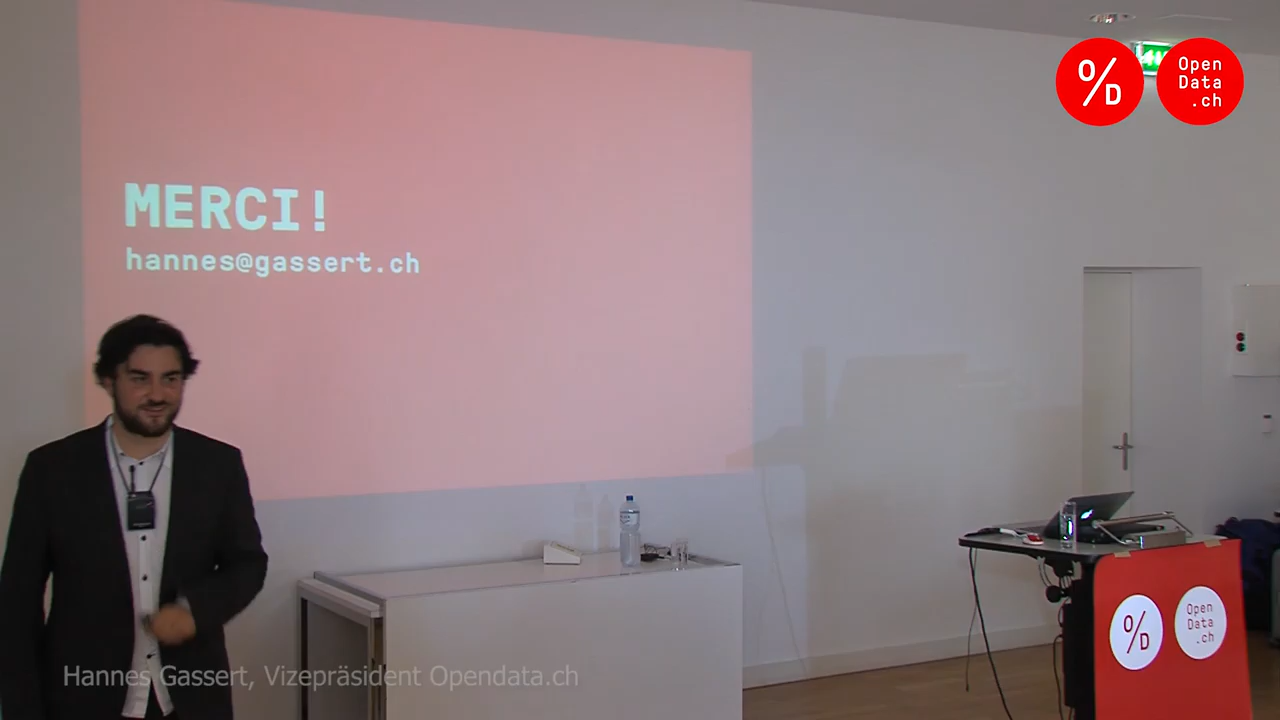 MERCI!
hannes@gassert.ch
%D
Open
Data
.ch
Hannes Gassert, Vizepräsident Opendata.ch
%D
Open
Data
.ch